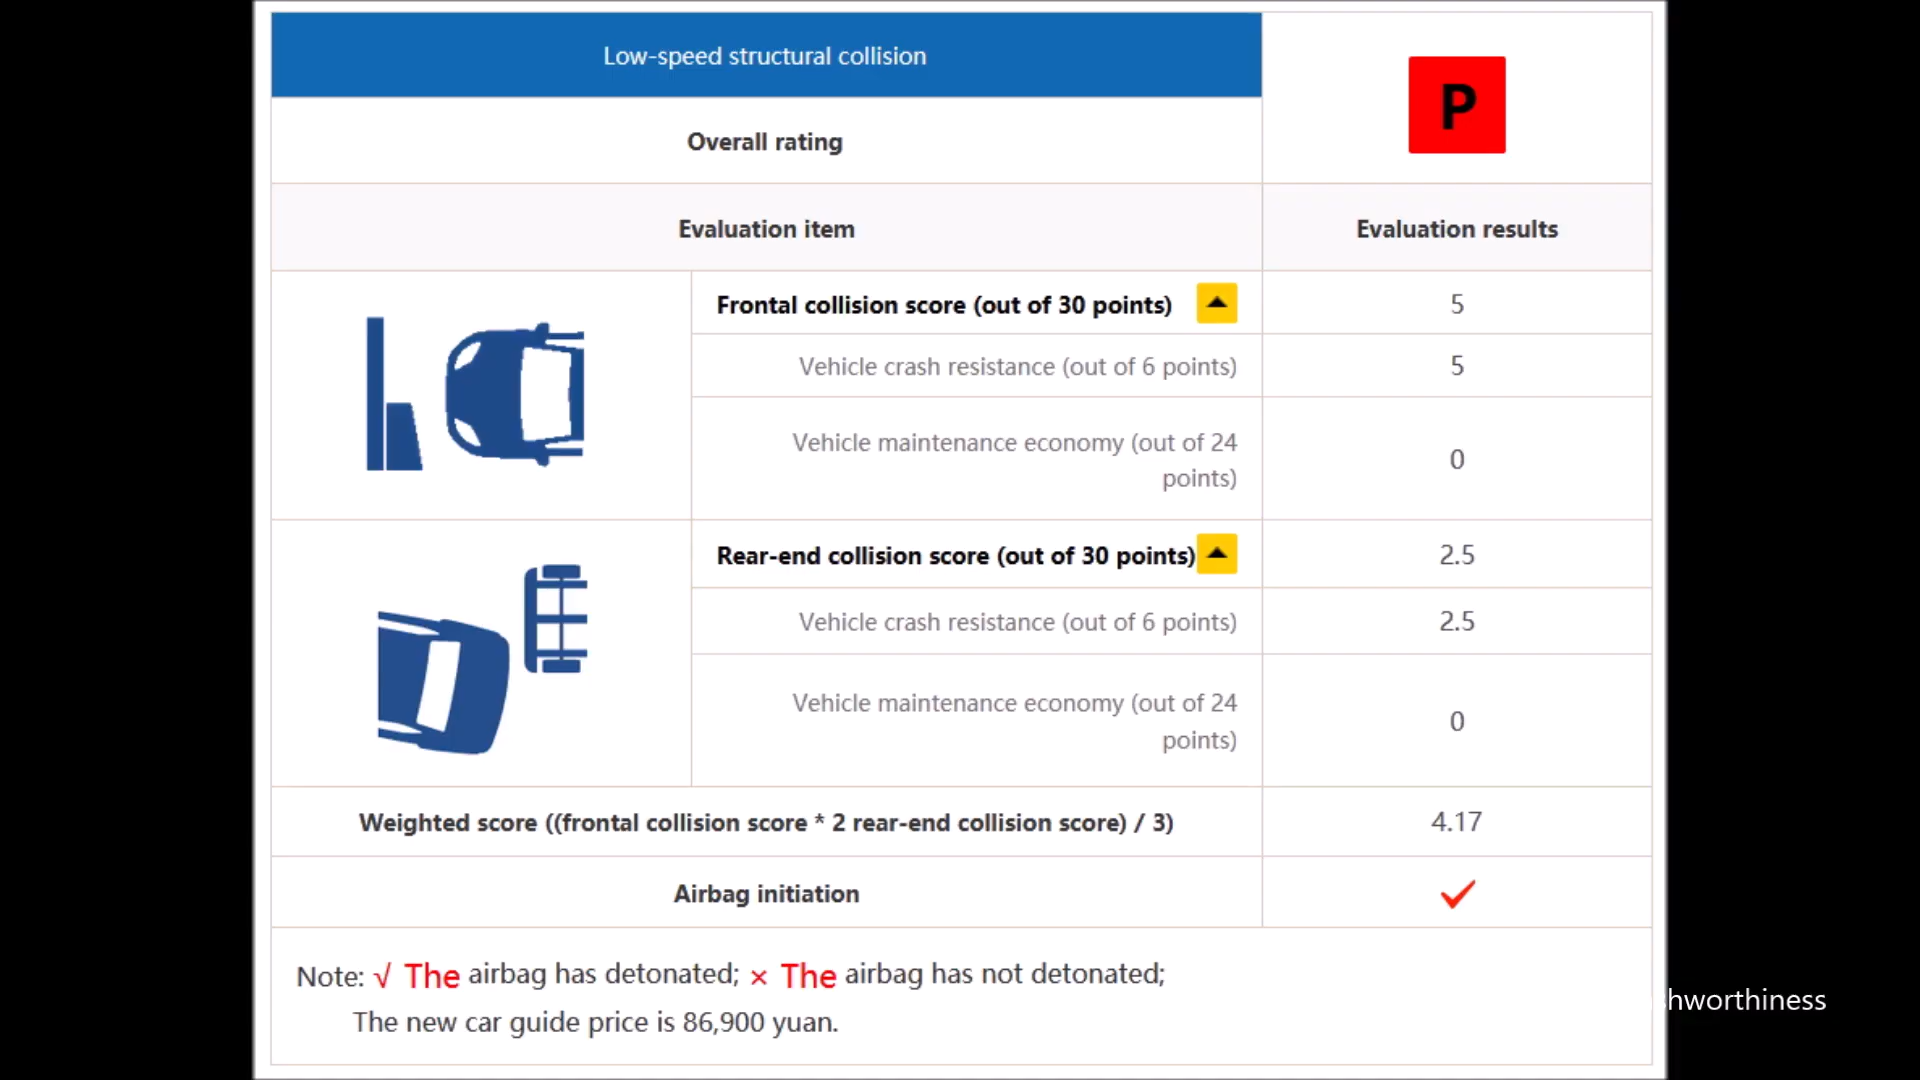 Low-speed structural collision
P
Overall rating
Evaluation item
Evaluation results
Frontal collision score (out of 30 points)
5
Vehicle crash resistance (out of 6 points)
5
Vehicle maintenance economy (out of 24
points)
0
Rear-end collision score (out of 30 points)
2.5
Vehicle crash resistance (out of 6 points)
2.5
Vehicle maintenance economy (out of 24
points)
0
Weighted score ((frontal collision score * 2 rear-end collision score) / 3)
4.17
Airbag initiation
✓
Note: √ The airbag has detonated; × The airbag has not detonated;
The new car guide price is 86,900 yuan.
shworthiness